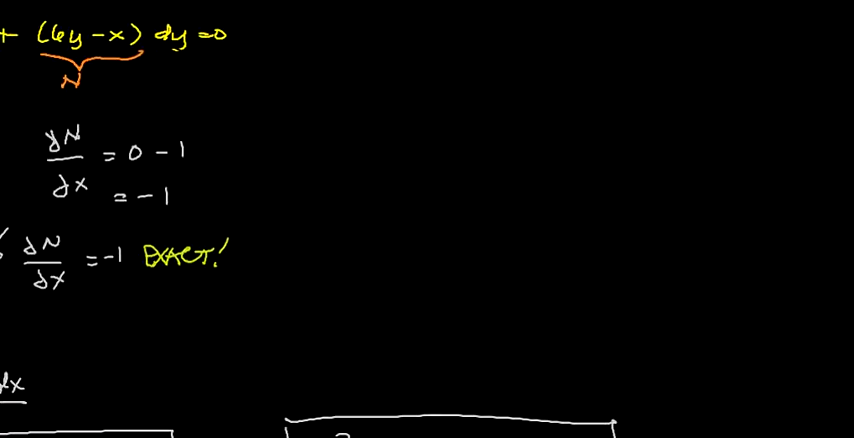 + (6y-x) dy=0
N
∂N/∂x = 0 - 1
= -1
& ∂N/∂x = -1 EXACT!
dx